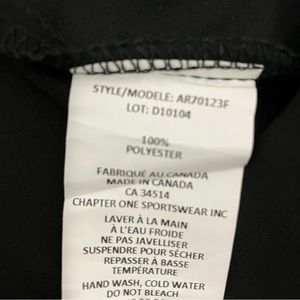 STYLE/MODELE: AR70123F
LOT: D10104
100%
POLYESTER
FABRIQUÉ AU CANADA
MADE IN CANADA
CA 34514
CHAPTER ONE SPORTSWEAR INC
LAVER À LA MAIN
À L'EAU FROIDE
NE PAS JAVELLISER
SUSPENDRE POUR SÉCHER
REPASSER À BASSE
TEMPÉRATURE
HAND WASH, COLD WATER
DO NOT BLEACH